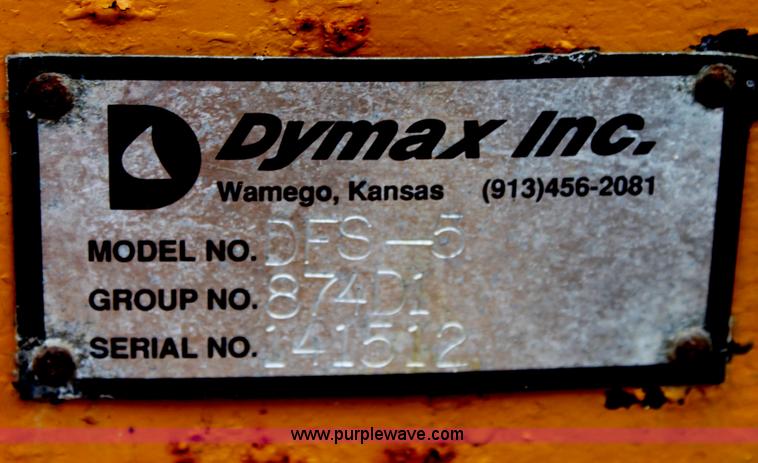 Dymax Inc.
Wamego, Kansas (913)456-2081
MODEL NO. DFS-5
GROUP NO. 874D1
SERIAL NO. 141512
www.purplewave.com